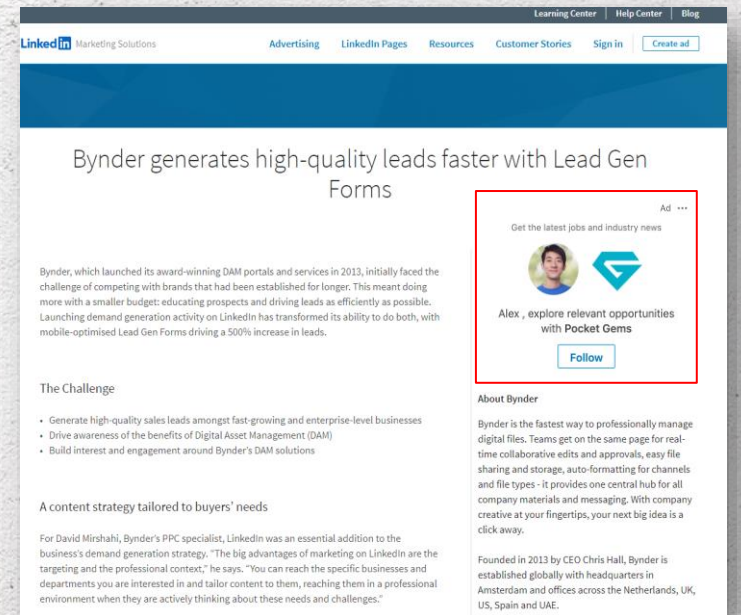 Learning Center | Help Center | Blog
Linked in Marketing Solutions
Advertising
LinkedIn Pages
Resources
Customer Stories
Sign in
Create ad
Bynder generates high-quality leads faster with Lead Gen
Forms
Bynder, which launched its award-winning DAM portals and services in 2013, initially faced the
challenge of competing with brands that had been established for longer. This meant doing
more with a smaller budget: educating prospects and driving leads as efficiently as possible.
Launching demand generation activity on LinkedIn has transformed its ability to do both, with
mobile-optimised Lead Gen Forms driving a 500% increase in leads.
The Challenge
• Generate high-quality sales leads amongst fast-growing and enterprise-level businesses
• Drive awareness of the benefits of Digital Asset Management (DAM)
• Build interest and engagement around Bynder's DAM solutions
A content strategy tailored to buyers' needs
For David Mirshahi, Bynder's PPC specialist, LinkedIn was an essential addition to the
business's demand generation strategy. "The big advantages of marketing on LinkedIn are the
targeting and the professional context," he says. "You can reach the specific businesses and
departments you are interested in and tailor content to them, reaching them in a professional
environment when they are actively thinking about these needs and challenges."
Ad ...
Get the latest jobs and industry news
Alex , explore relevant opportunities
with Pocket Gems
Follow
About Bynder
Bynder is the fastest way to professionally manage
digital files. Teams get on the same page for real-
time collaborative edits and approvals, easy file
sharing and storage, auto-formatting for channels
and file types - it provides one central hub for all
company materials and messaging. With company
creative at your fingertips, your next big idea is a
click away.
Founded in 2013 by CEO Chris Hall, Bynder is
established globally with headquarters in
Amsterdam and offices across the Netherlands, UK,
US, Spain and UAE.